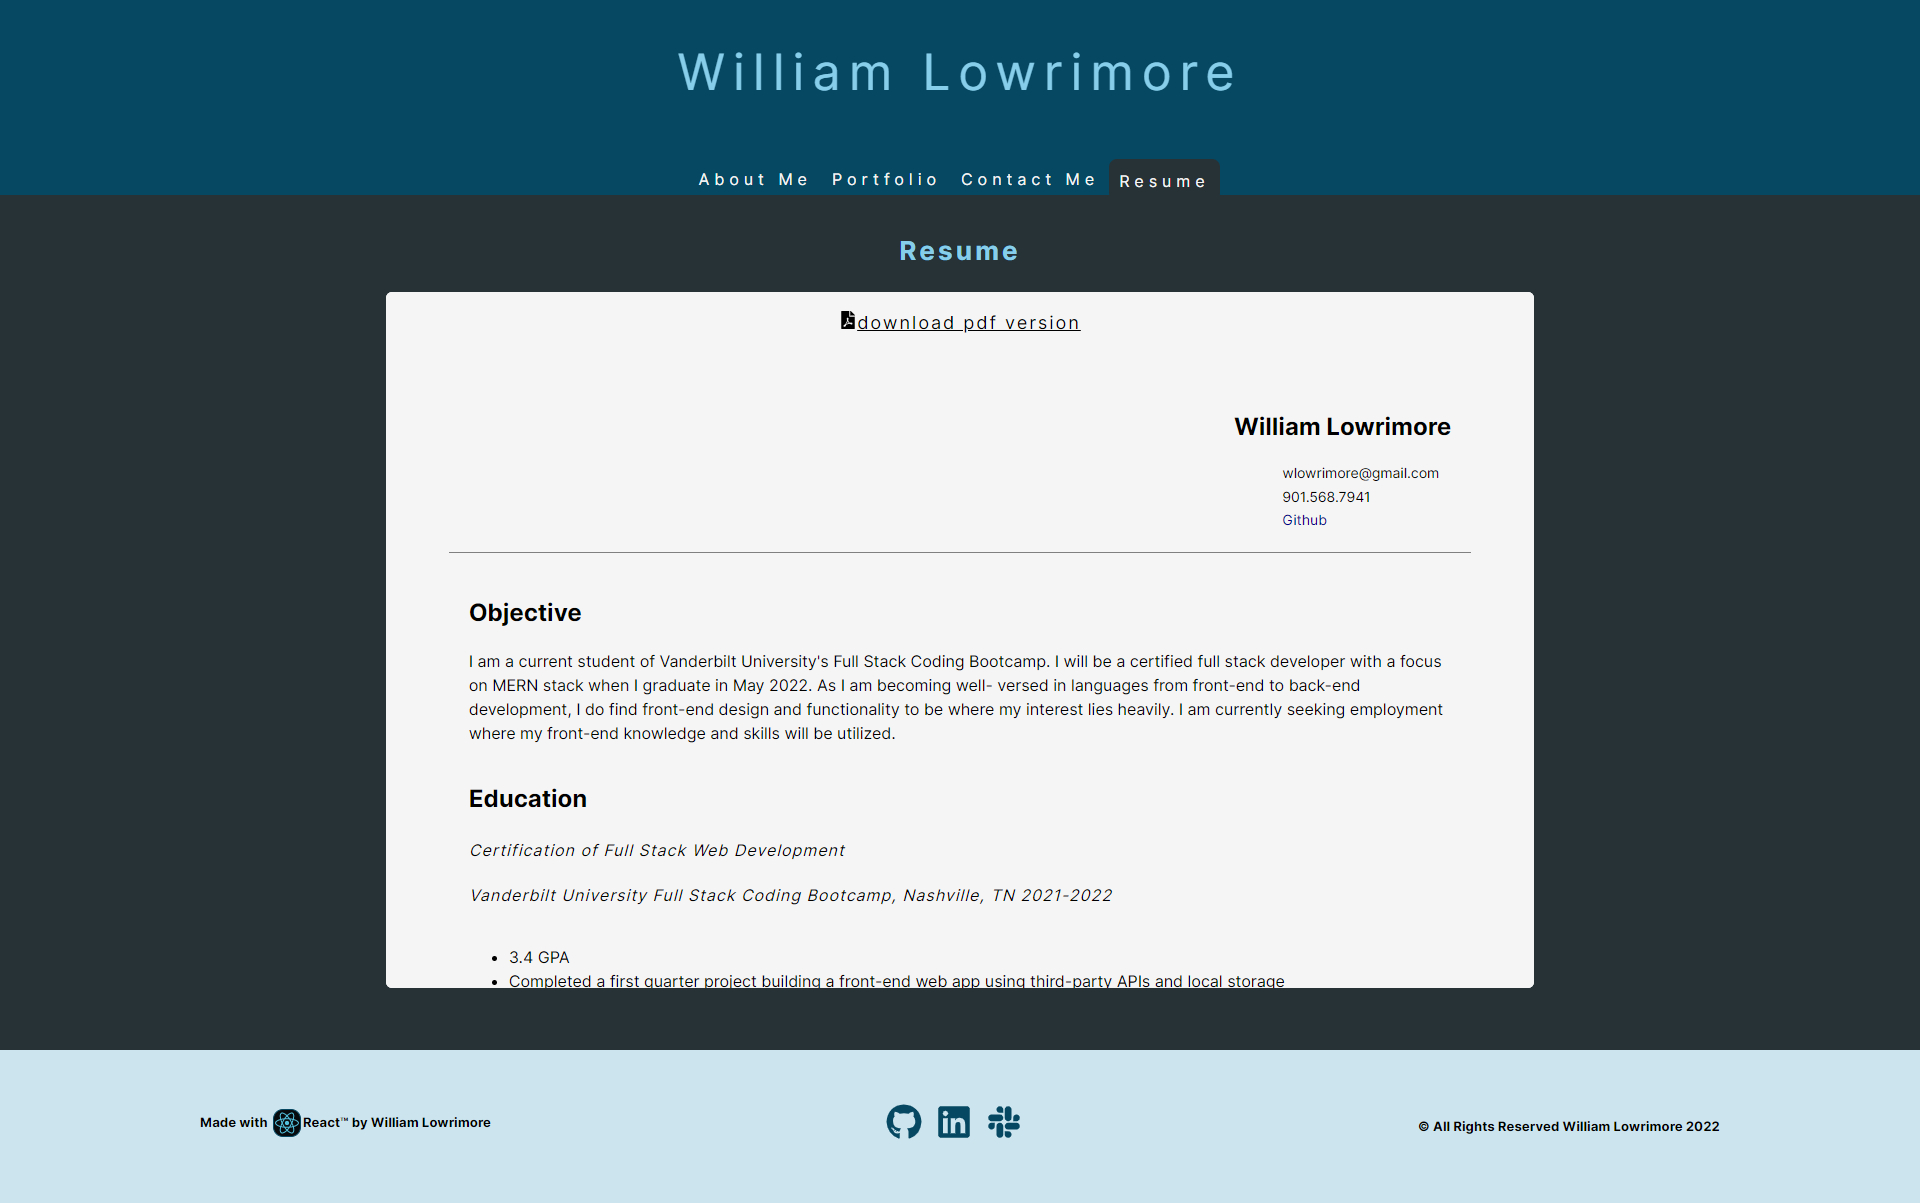 William Lowrimore
About Me Portfolio Contact Me Resume
Resume
download pdf version
William Lowrimore
wlowrimore@gmail.com
901.568.7941
Github
Objective
I am a current student of Vanderbilt University's Full Stack Coding Bootcamp. I will be a certified full stack developer with a focus
on MERN stack when I graduate in May 2022. As I am becoming well- versed in languages from front-end to back-end
development, I do find front-end design and functionality to be where my interest lies heavily. I am currently seeking employment
where my front-end knowledge and skills will be utilized.
Education
Certification of Full Stack Web Development
Vanderbilt University Full Stack Coding Bootcamp, Nashville, TN 2021-2022
• 3.4 GPA
• Completed a first quarter project building a front-end web app using third-party APIs and local storage
Made with React™ by William Lowrimore
© All Rights Reserved William Lowrimore 2022